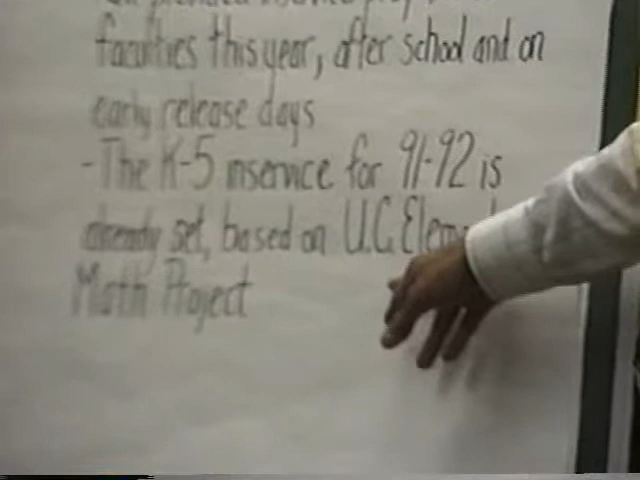 faculties this year, after school and on
early release days
- The K-5 inservice for 91-92 is
already set, based on U.C. Elem
Math Project